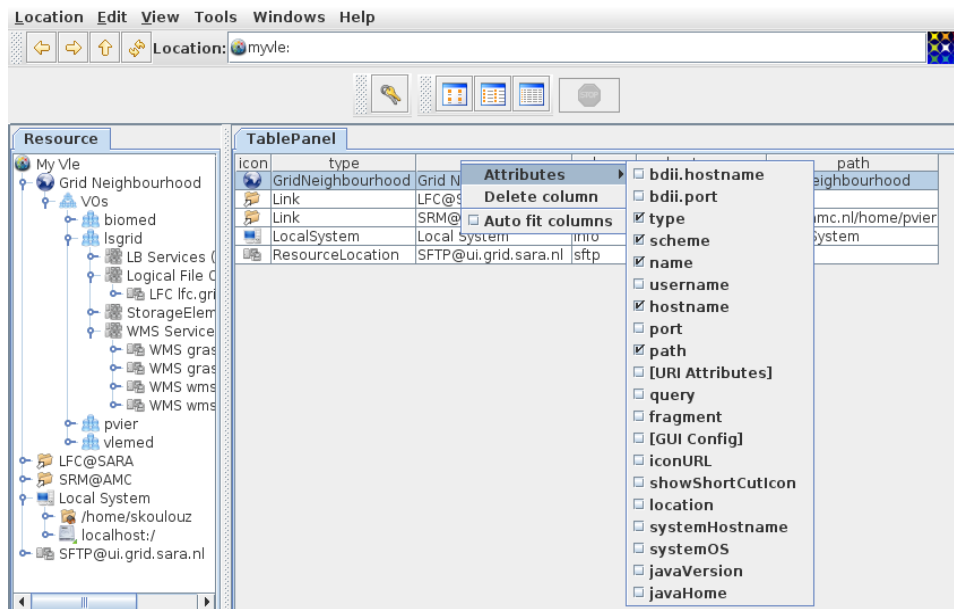 Location Edit View Tools Windows Help
Location: myvle:
STOP
Resource
TablePanel
My Vle
Grid Neighbourhood
VOs
biomed
lsgrid
LB Services (
Logical File C
LFC lfc.gri
StorageElem
WMS Service
WMS gras
WMS gras
WMS wms
WMS wms
pvier
vlemed
LFC@SARA
SRM@AMC
Local System
/home/skoulouz
localhost:/
SFTP@ui.grid.sara.nl
icon type path
GridNeighbourhood Grid N eighbourhood
Link LFC@S
Link SRM@ amc.nl/home/pvier
LocalSystem Local System info System
ResourceLocation SFTP@ui.grid.sara.nl sftp
Attributes
Delete column
Auto fit columns
bdii.hostname
bdii.port
type
scheme
name
username
hostname
port
path
[URI Attributes]
query
fragment
[GUI Config]
iconURL
showShortCutIcon
location
systemHostname
systemOS
javaVersion
javaHome